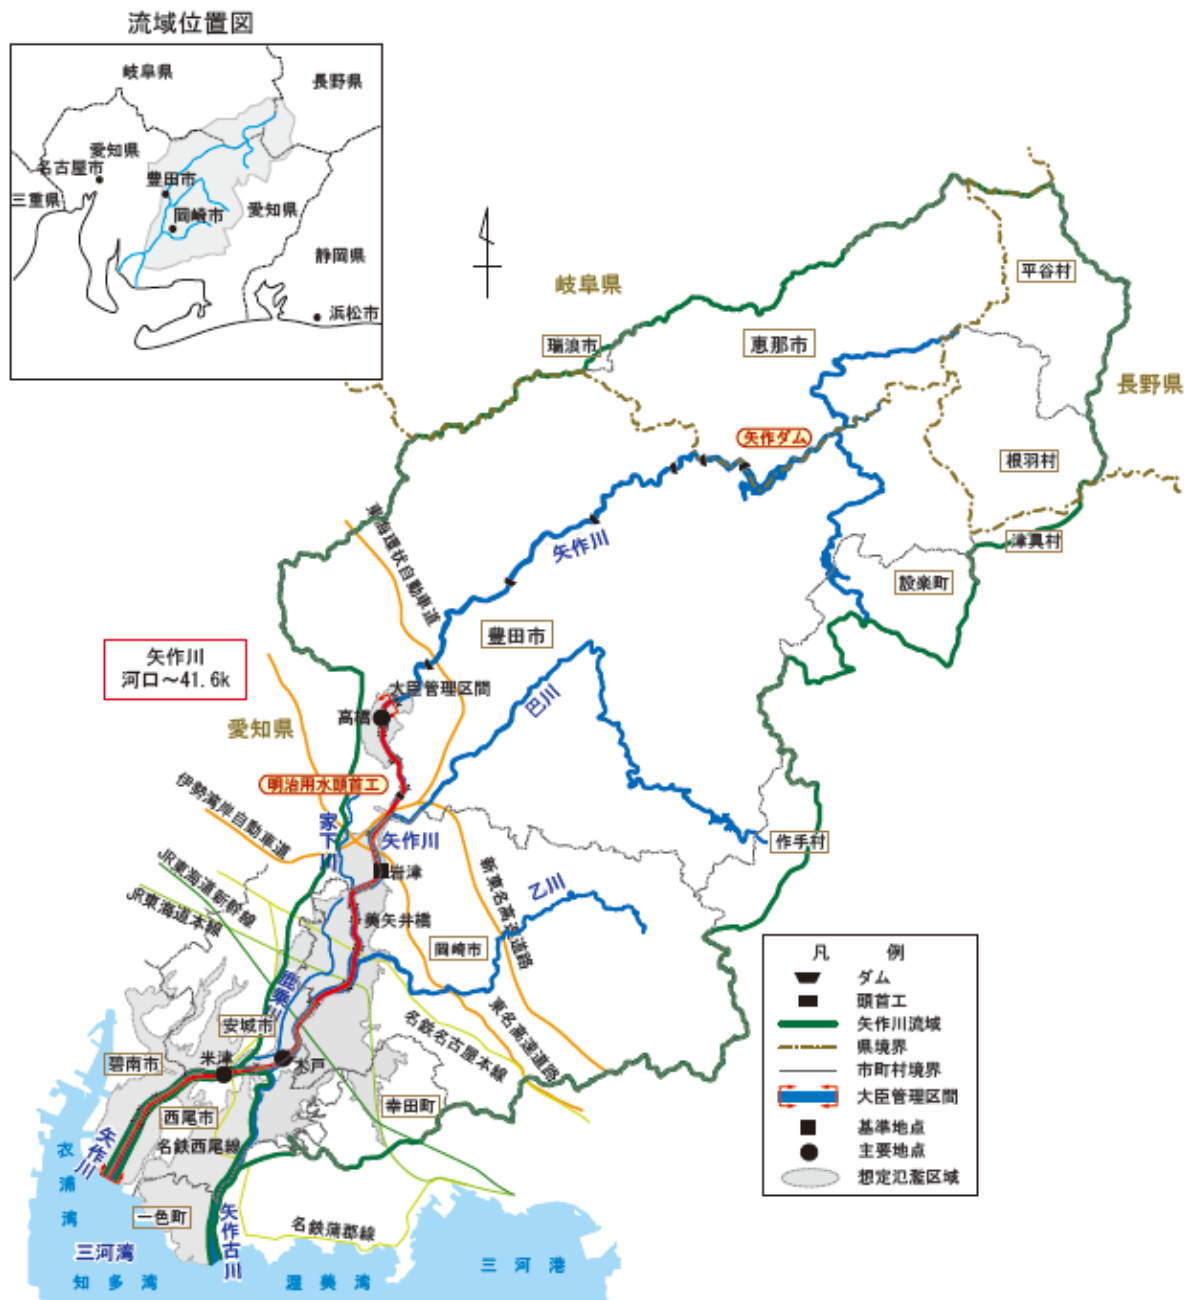 流域位置図
岐阜県
長野県
愛知県
名古屋市
豊田市
三重県
岡崎市
愛知県
静岡県
浜松市
岐阜県
平谷村
瑞浪市
恵那市
長野県
矢作ダム
根羽村
東海環状自動車道
矢作川
津具村
設楽町
豊田市
矢作川
河口～41.6k
大臣管理区間
高橋
巴川
愛知県
明治用水頭首工
伊勢湾岸自動車道
家下川
矢作川
作手村
JR東海道新幹線
岩津
新東名高速道路
乙川
JR東海道本線
美矢井橋
岡崎市
鹿乗川
安城市
東名高速道路
名鉄名古屋本線
碧南市
米津
木戸
西尾市
幸田町
名鉄西尾線
矢作川
衣浦湾
一色町
矢作古川
名鉄蒲郡線
三河湾
知多湾
渥美湾
三河港
凡例
ダム
頭首工
矢作川流域
県境界
市町村境界
大臣管理区間
基準地点
主要地点
想定氾濫区域